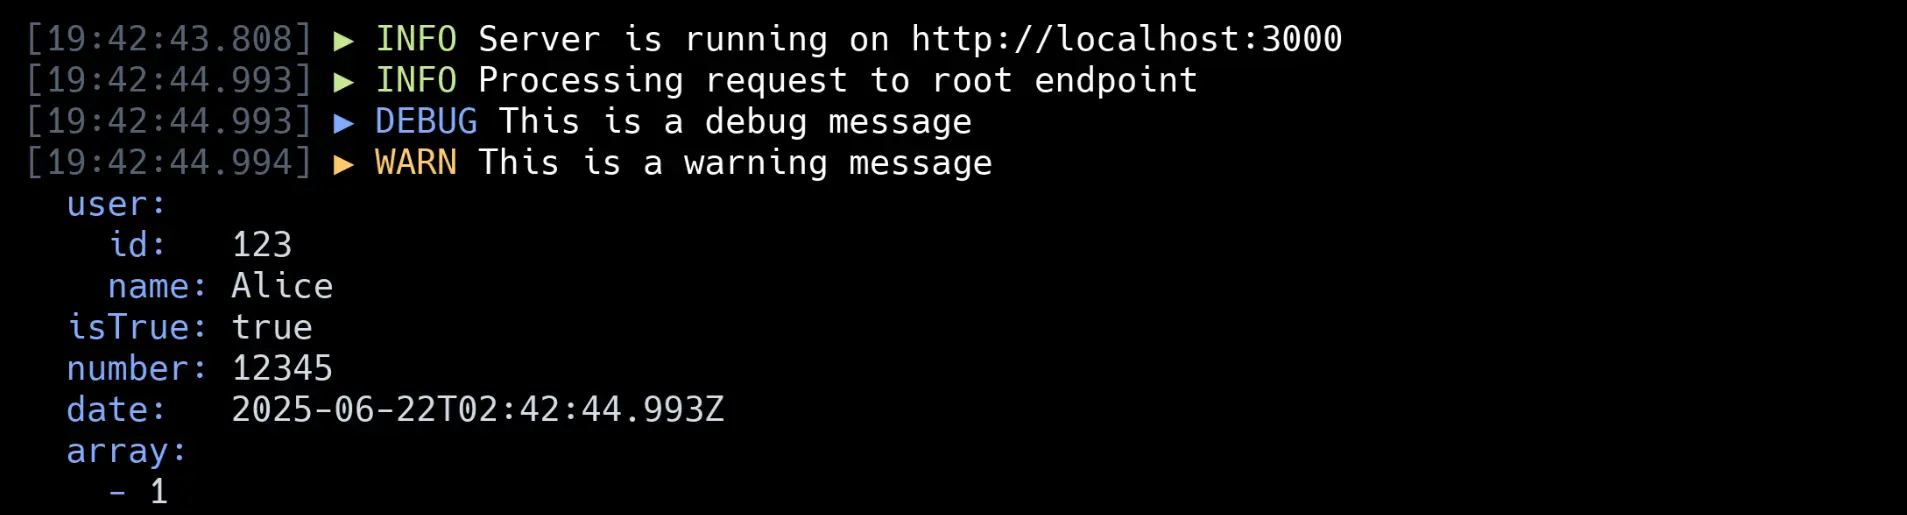 [19:42:43.808] ▶ INFO Server is running on http://localhost:3000
[19:42:44.993] ▶ INFO Processing request to root endpoint
[19:42:44.993] ▶ DEBUG This is a debug message
[19:42:44.994] ▶ WARN This is a warning message
  user:
    id:   123
    name: Alice
  isTrue: true
  number: 12345
  date:   2025-06-22T02:42:44.993Z
  array:
    - 1